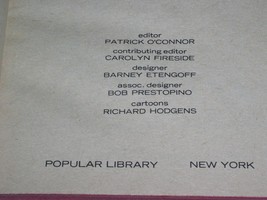 editor
PATRICK O'CONNOR
contributing editor
CAROLYN FIRESIDE
designer
BARNEY ETENGOFF
assoc. designer
BOB PRESTOPINO
cartoons
RICHARD HODGENS
POPULAR LIBRARY NEW YORK